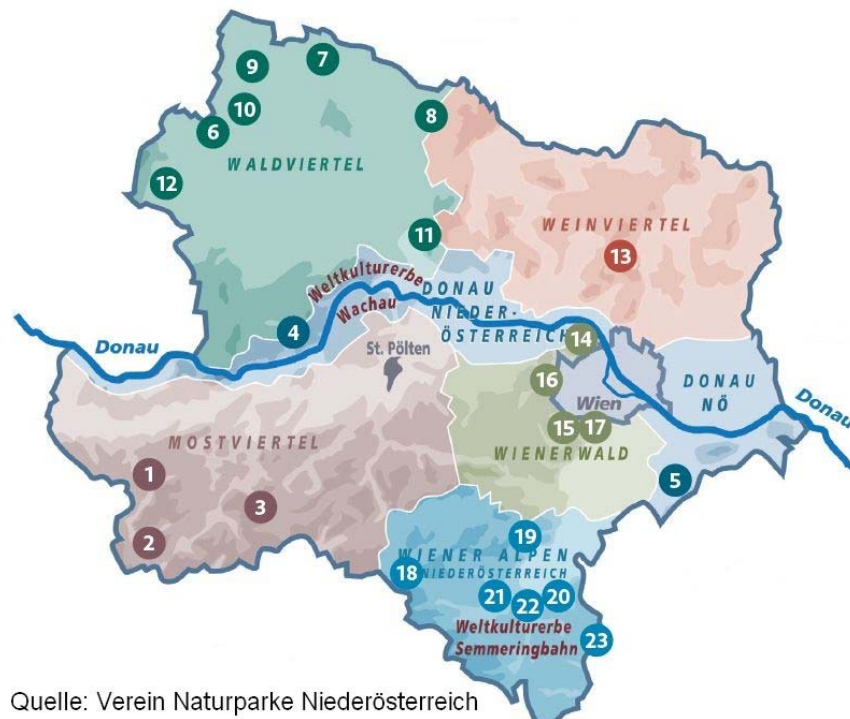 9
7
10
8
6
WALDVIERTEL
12
WEINVIERTEL
11
13
Weltkulturerbe
Wachau
DONAU
NIEDER-
ÖSTERREICH
4
14
Donau
St. Pölten
16
Wien
DONAU
NÖ
Donau
MOSTVIERTEL
15
17
WIENERWALD
1
5
3
2
19
WIENER ALPEN
18
NIEDERÖSTERREICH
21
22
20
Weltkulturerbe
Semmeringbahn
23
Quelle: Verein Naturparke Niederösterreich